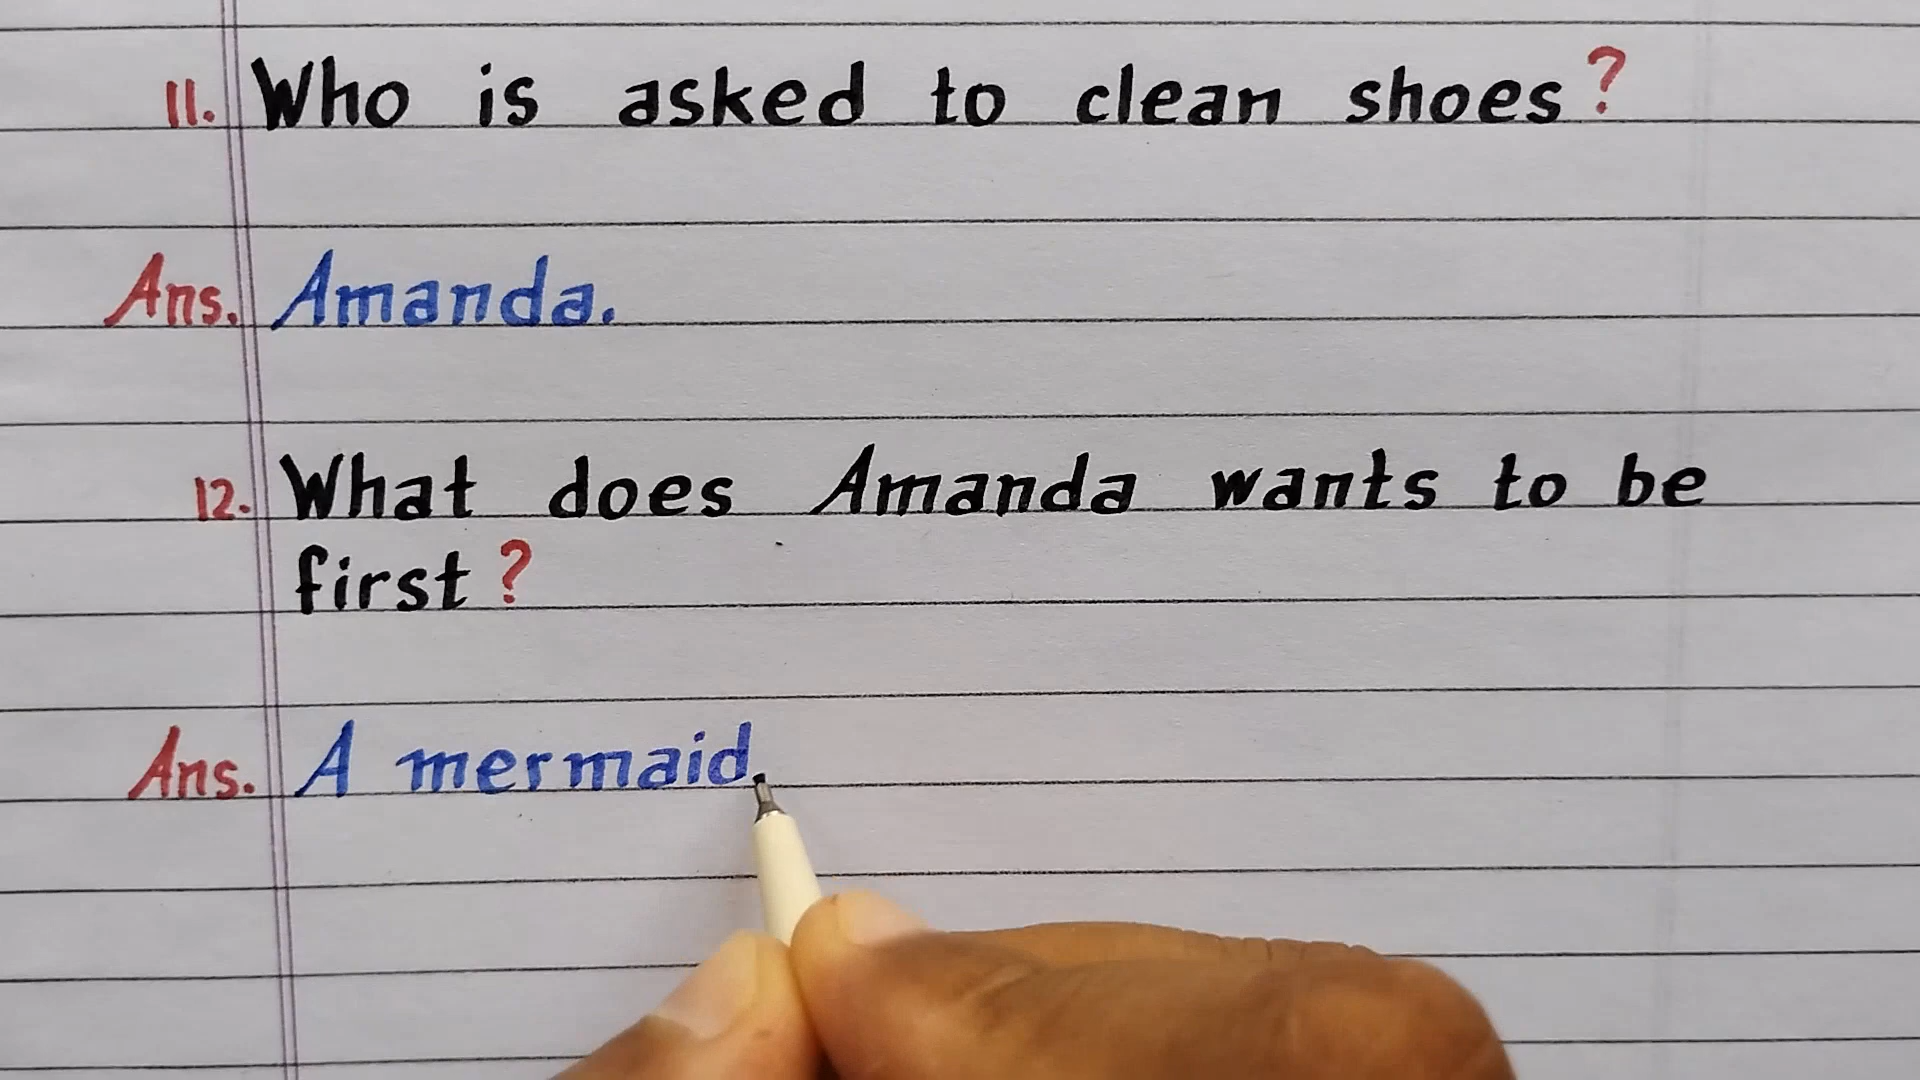 11. Who is asked to clean shoes?
Ans. Amanda.
12. What does Amanda wants to be
first?
Ans. A mermaid.